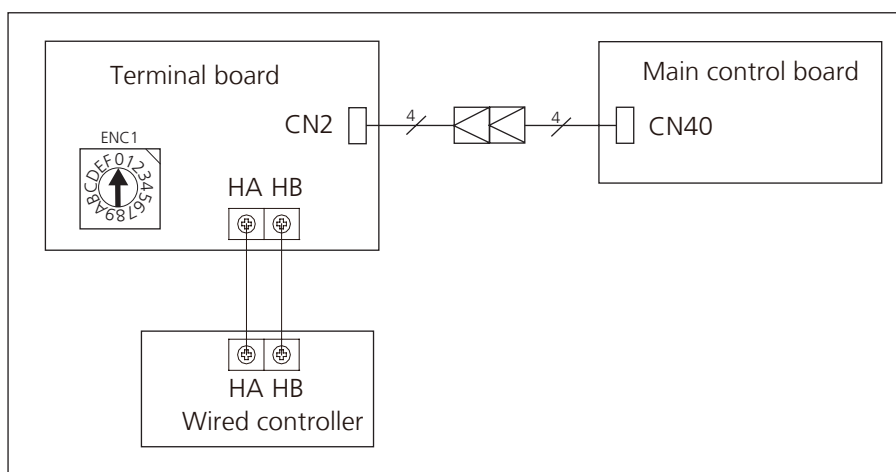 Terminal board
Main control board
ENC1
0123456789ABCDEF
CN2
4
4
CN40
HA HB
HA HB
Wired controller